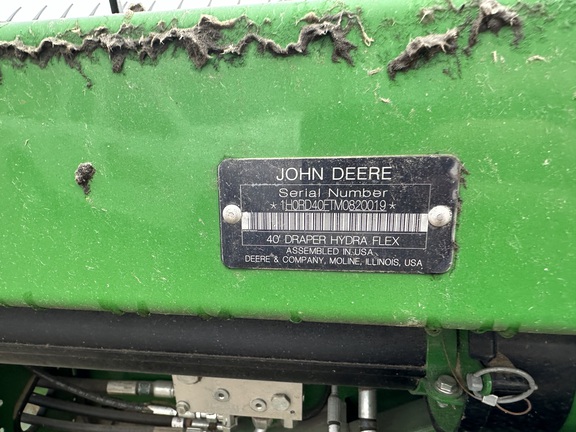 JOHN DEERE
Serial Number
*1H0RD40FTM0820019*
40' DRAPER HYDRA FLEX
ASSEMBLED IN USA
DEERE & COMPANY, MOLINE, ILLINOIS, USA